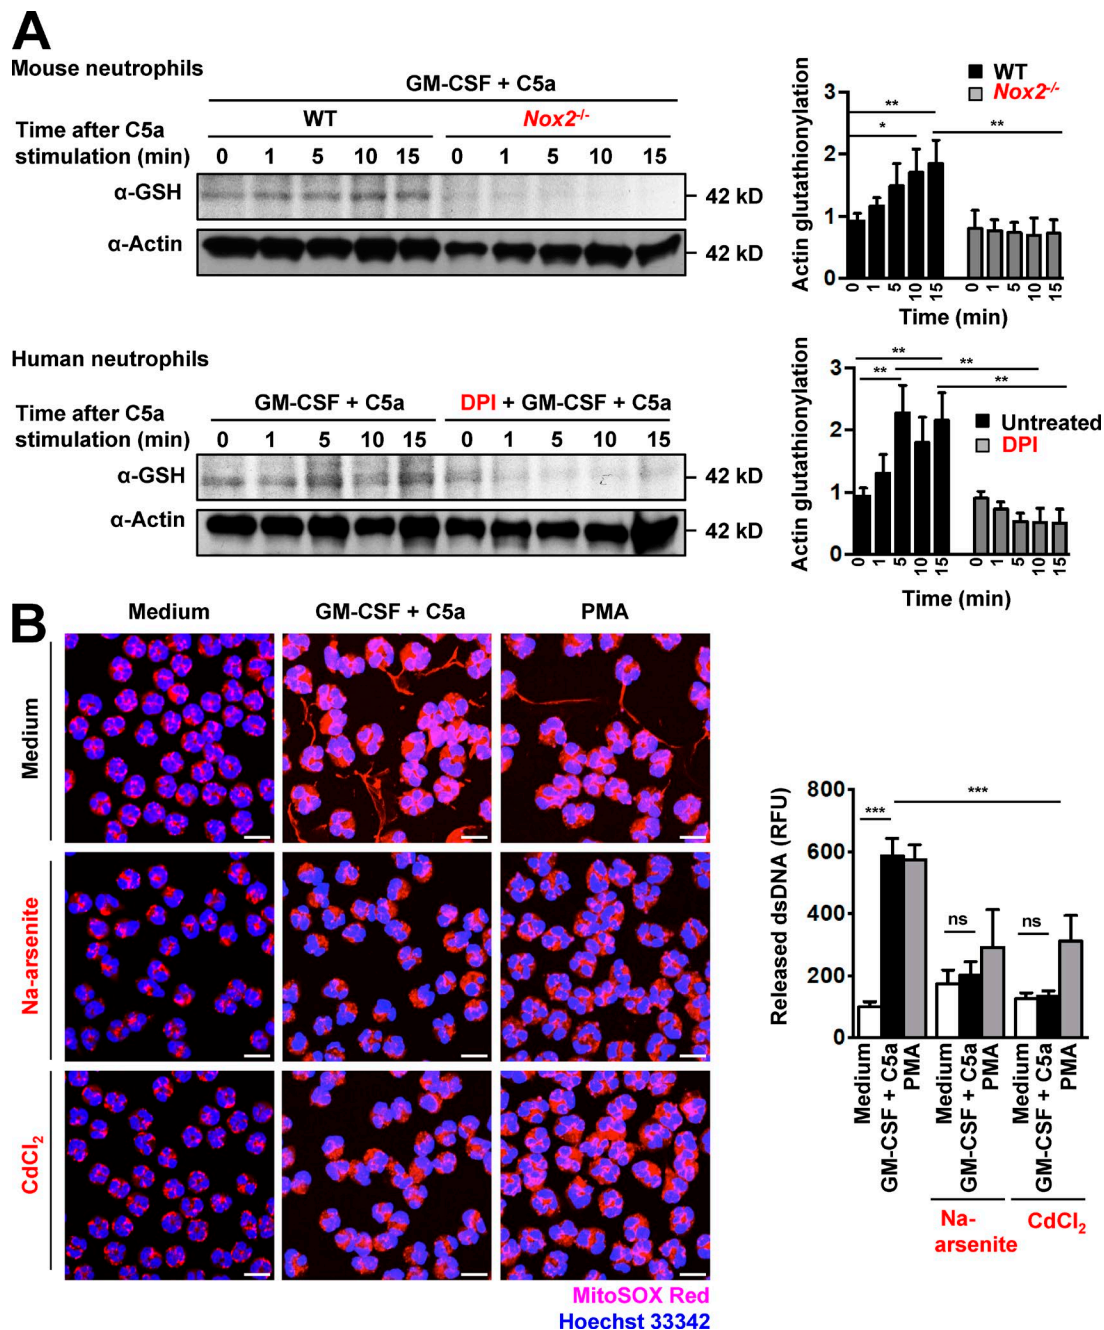 A
Mouse neutrophils
GM-CSF + C5a
Time after C5a
stimulation (min)
WT
Nox2-/-
0 1 5 10 15 0 1 5 10 15
α-GSH
42 kD
α-Actin
42 kD
WT
Nox2-/-
Actin glutathionylation
3
2
1
0
**
*
**
0 1 5 10 15 0 1 5 10 15
Time (min)
Human neutrophils
Time after C5a
stimulation (min)
GM-CSF + C5a
DPI + GM-CSF + C5a
0 1 5 10 15 0 1 5 10 15
α-GSH
42 kD
α-Actin
42 kD
Untreated
DPI
Actin glutathionylation
3
2
1
0
**
**
**
**
0 1 5 10 15 0 1 5 10 15
Time (min)
B
Medium
GM-CSF + C5a
PMA
Medium
Na-arsenite
CdCl2
MitoSOX Red
Hoechst 33342
Released dsDNA (RFU)
800
600
400
200
0
***
***
ns
ns
Medium
GM-CSF + C5a
PMA
Medium
GM-CSF + C5a
PMA
Medium
GM-CSF + C5a
PMA
Na-
arsenite
CdCl2